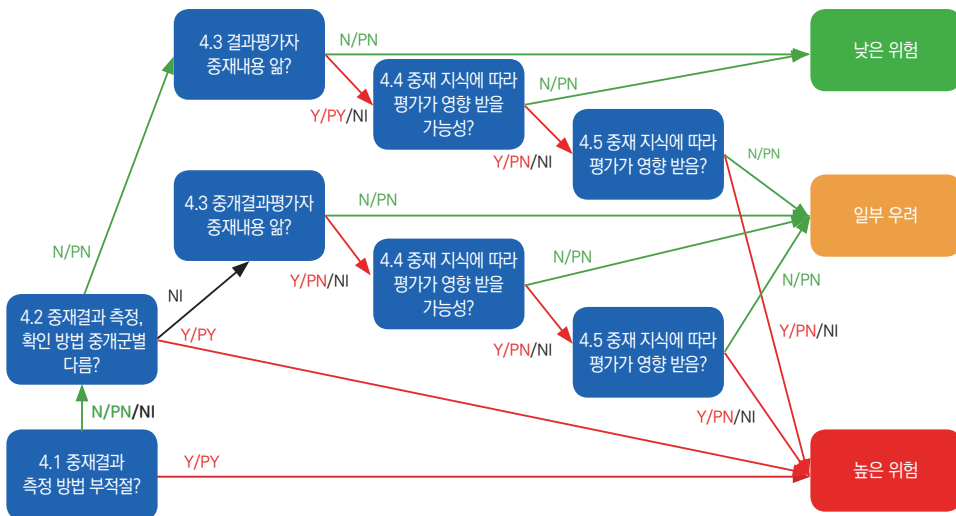 4.3 결과평가자
중재내용 앎?
N/PN
낮은 위험
Y/PY/NI
4.4 중재 지식에 따라
평가가 영향 받을
가능성?
N/PN
Y/PN/NI
4.5 중재 지식에 따라
평가가 영향 받음?
N/PN
4.3 중개결과평가자
중재내용 앎?
N/PN
일부 우려
N/PN
Y/PN/NI
4.4 중재 지식에 따라
평가가 영향 받을
가능성?
N/PN
N/PN
NI
4.2 중재결과 측정,
확인 방법 중개군별
다름?
Y/PY
Y/PN/NI
4.5 중재 지식에 따라
평가가 영향 받음?
Y/PN/NI
Y/PN/NI
N/PN/NI
4.1 중재결과
측정 방법 부적절?
Y/PY
높은 위험